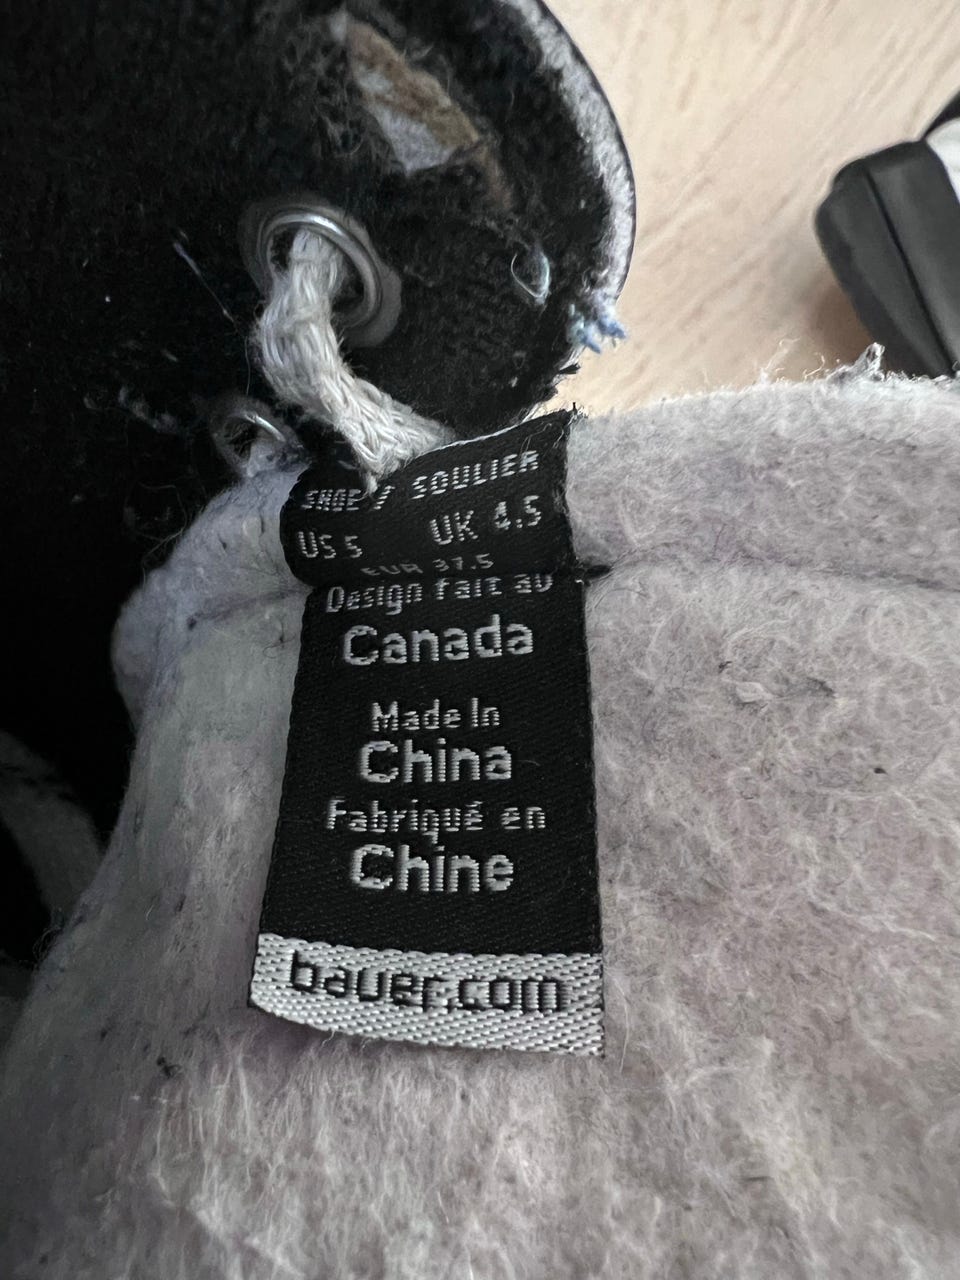 SHOE / SOULIER
US 5 UK 4.5
EUR 37.5
Design fait au
Canada
Made In
China
Fabriqué en
Chine
bauer.com